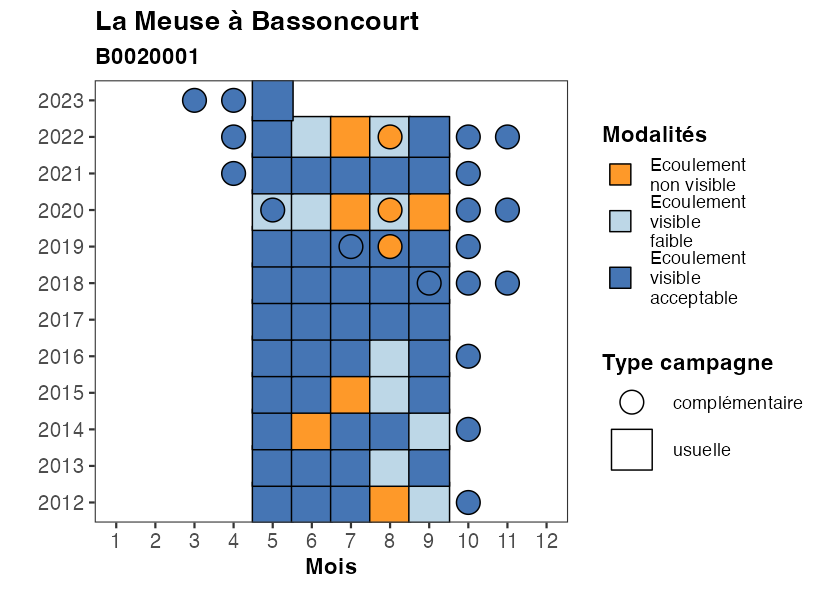 La Meuse à Bassoncourt
B0020001
2023
2022
2021
2020
2019
2018
2017
2016
2015
2014
2013
2012
1 2 3 4 5 6 7 8 9 10 11 12
Mois
Modalités
Ecoulement
non visible
Ecoulement
visible
faible
Ecoulement
visible
acceptable
Type campagne
complémentaire
usuelle